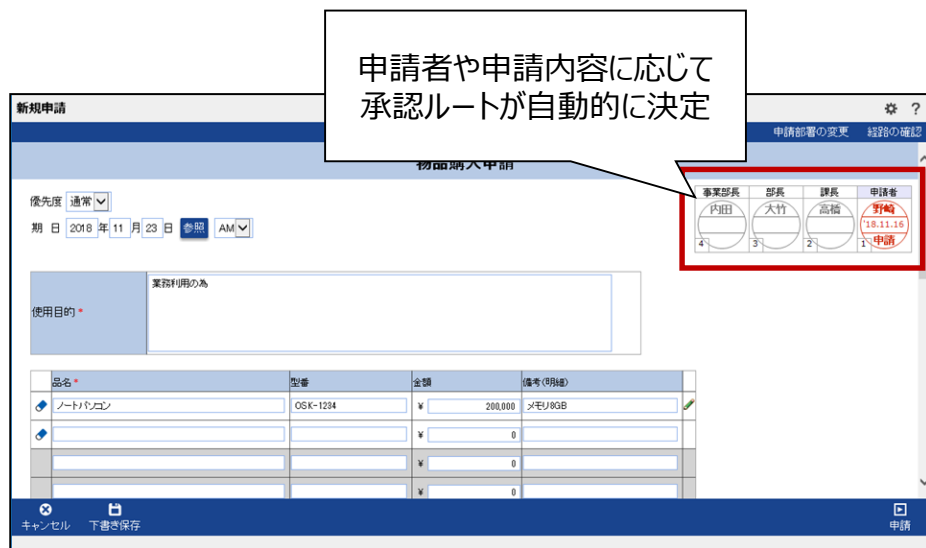 申請者や申請内容に応じて
承認ルートが自動的に決定
新規申請
?
申請部署の変更 経路の確認
物品購入申請
事業部長 部長 課長 申請者
内田 大竹 高橋 野崎
'18.11.16
申請
4 3 2 1
優先度 通常
期 日 2018 年 11 月 23 日 参照 AM
使用目的 *
業務利用の為
品名 * 型番 金額 備考(明細)
ノートパソコン OSK-1234 ¥ 200,000 メモリ8GB
¥ 0
¥ 0
¥ 0
キャンセル 下書き保存 申請